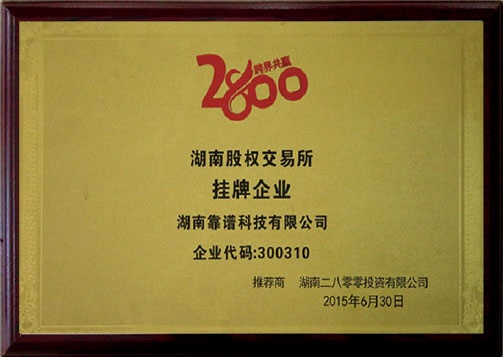 跨界共赢
2800
湖南股权交易所
挂牌企业
湖南靠谱科技有限公司
企业代码:300310
推荐商 湖南二八零零投资有限公司
2015年6月30日